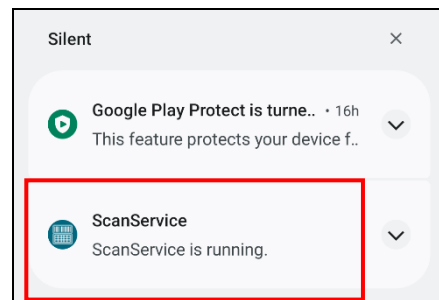 Silent
Google Play Protect is turne.. • 16h
This feature protects your device f..
ScanService
ScanService is running.